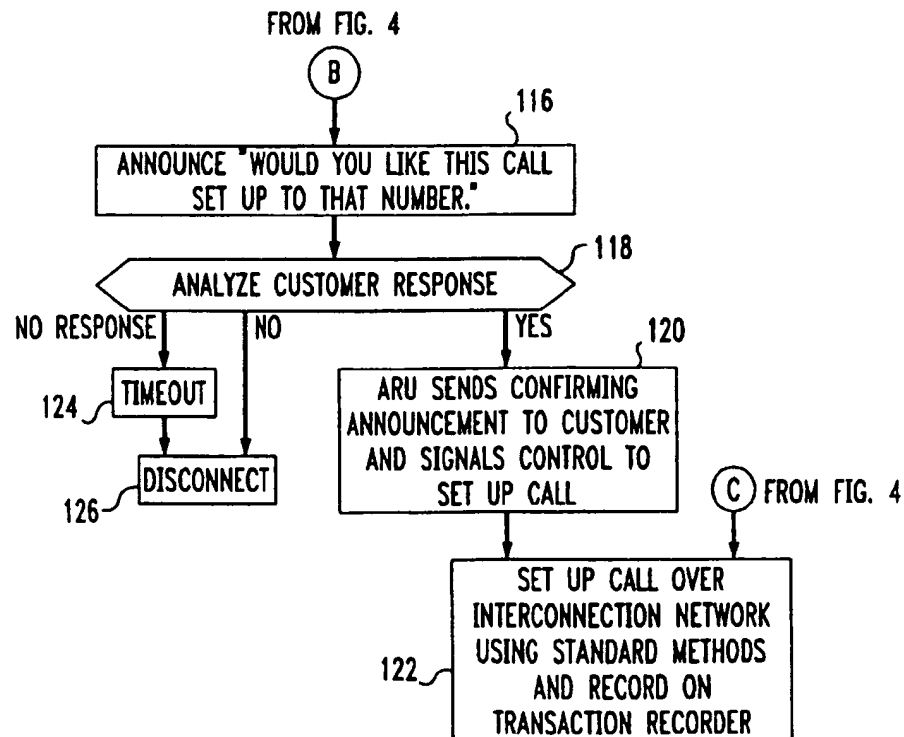 FROM FIG. 4
B
116
ANNOUNCE "WOULD YOU LIKE THIS CALL
SET UP TO THAT NUMBER."
118
ANALYZE CUSTOMER RESPONSE
NO RESPONSE
NO
YES
120
TIMEOUT
124
DISCONNECT
126
ARU SENDS CONFIRMING
ANNOUNCEMENT TO CUSTOMER
AND SIGNALS CONTROL TO
SET UP CALL
C FROM FIG. 4
SET UP CALL OVER
INTERCONNECTION NETWORK
USING STANDARD METHODS
AND RECORD ON
TRANSACTION RECORDER
122